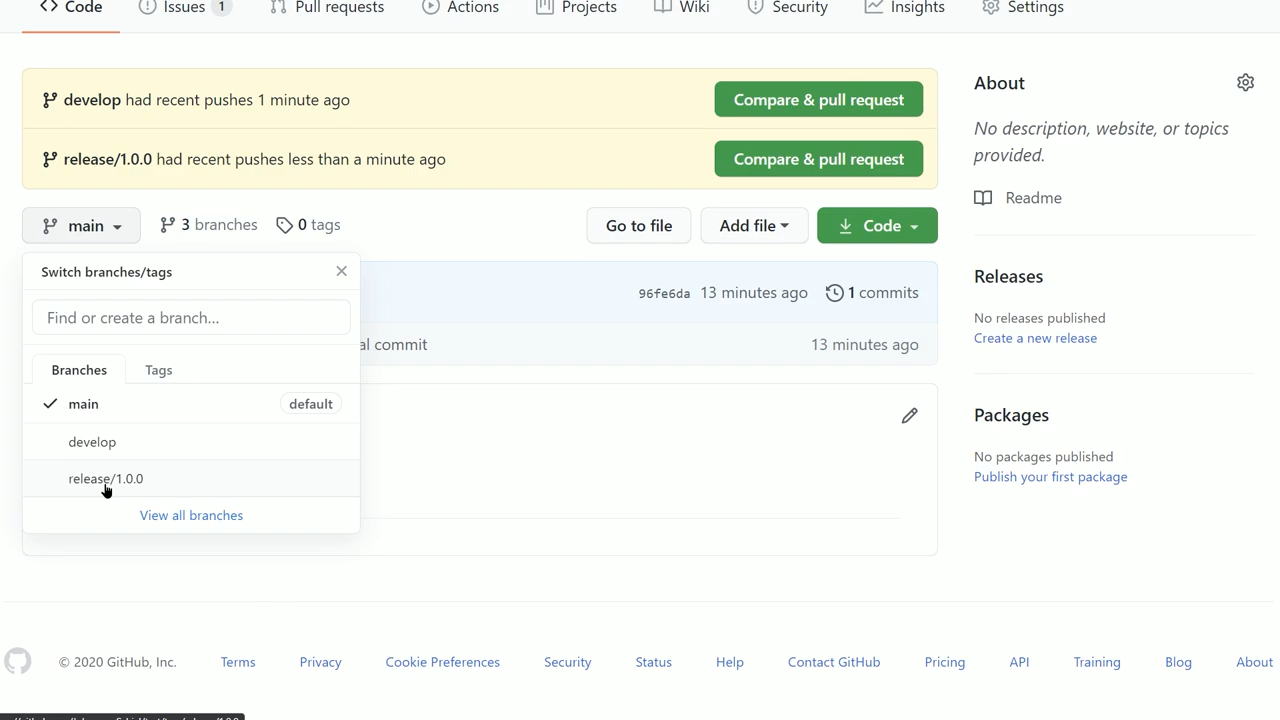 Code Issues 1 Pull requests Actions Projects Wiki Security Insights Settings
develop had recent pushes 1 minute ago Compare & pull request
release/1.0.0 had recent pushes less than a minute ago Compare & pull request
main 3 branches 0 tags Go to file Add file Code
Switch branches/tags
Find or create a branch...
Branches Tags
main default
develop
release/1.0.0
View all branches
96fe6da 13 minutes ago 1 commits
al commit 13 minutes ago
About
No description, website, or topics
provided.
Readme
Releases
No releases published
Create a new release
Packages
No packages published
Publish your first package
© 2020 GitHub, Inc. Terms Privacy Cookie Preferences Security Status Help Contact GitHub Pricing API Training Blog About